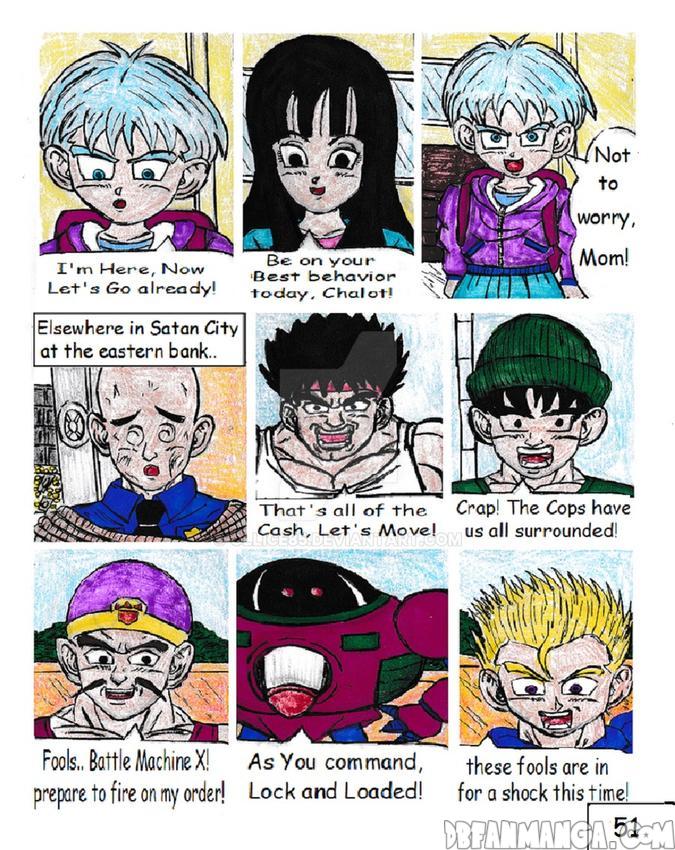 I'm Here, Now
Let's Go already!
Be on your
Best behavior
today, Chalot!
Not
to
worry,
Mom!
Elsewhere in Satan City
at the eastern bank..
That's all of the
Cash, Let's Move!
Crap! The Cops have
us all surrounded!
Fools.. Battle Machine X!
prepare to fire on my order!
As You command,
Lock and Loaded!
these fools are in
for a shock this time!
51
DBFANMANGA.COM